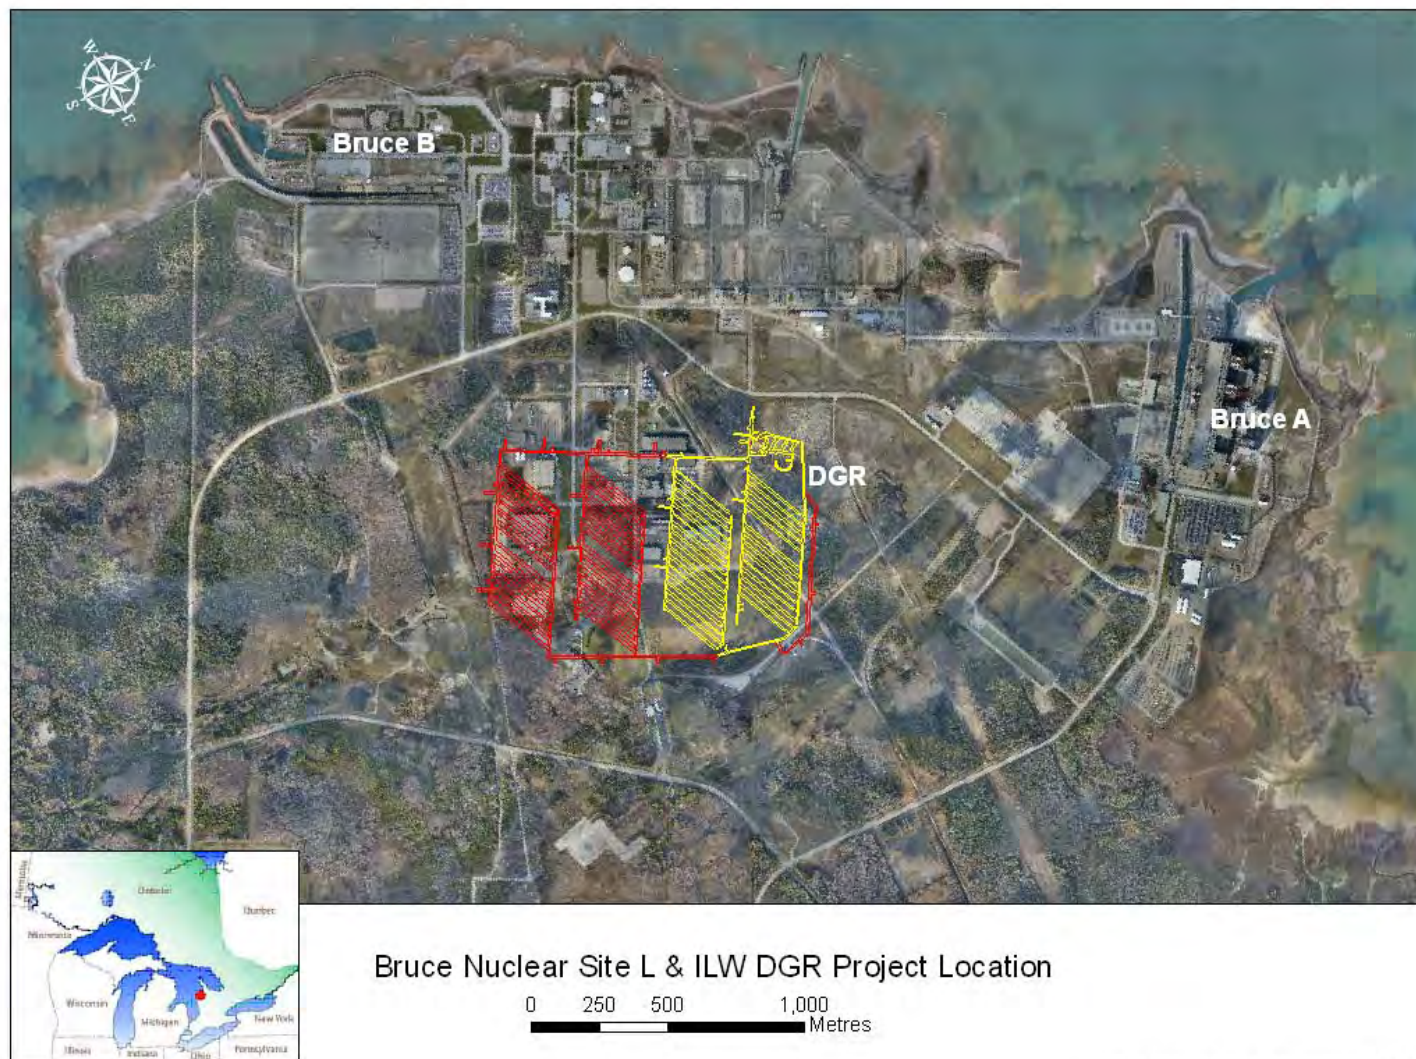 W
N
S
E
Bruce B
Bruce A
DGR
Manitoba
Ontario
Quebec
Minnesota
Wisconsin
Michigan
New York
Illinois
Indiana
Ohio
Pennsylvania
Bruce Nuclear Site L & ILW DGR Project Location
0 250 500 1,000
Metres